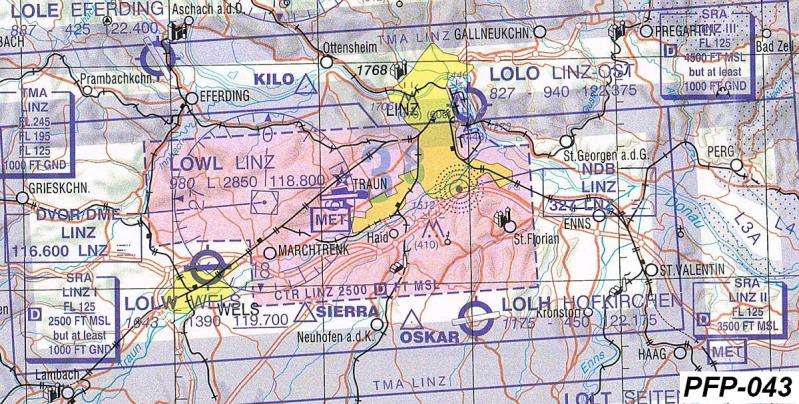 LOLE EFERDING
887 425 122.400
Aschach a.d.D.
TMA LINZ
GALLNEUKCHN.
SRA
LINZ III
FL 125
D
4500 FT MSL
but at least
1000 FT GND
FREGARTEN
Bad Zell
BACH
Ottensheim
1768
Prambachkchn.
KILO
LOLO LINZ-OST
827 - 940 122.375
EFERDING
LINZ
TMA
LINZ
FL 245
FL 195
FL 125
1000 FT GND
LOWL LINZ
980 L 2850 118.800
TRAUN
St.Georgen a.d.G.
PERG
NDB
LINZ
324 LNZ
GRIESKCHN.
MET
1512
(410)
Haid
St.Florian
ENNS
Donau
L3A
L4
DVOR/DME
LINZ
116.600 LNZ
MARCHTRENK
18
ST.VALENTIN
SRA
LINZ I
FL 125
D
2500 FT MSL
but at least
1000 FT GND
CTR LINZ 2500 D FT MSL
LOLW WELS
1043 1390 119.700
WELS
SIERRA
OSKAR
LOLH HOFKIRCHEN
1175 - 450 122.175
Kronstorf
SRA
LINZ II
FL 125
D
3500 FT MSL
Neuhofen a.d.K.
Traun
Lambach
Enns
HAAG
MET
TMA LINZ
LOLT SEITEN
PFP-043